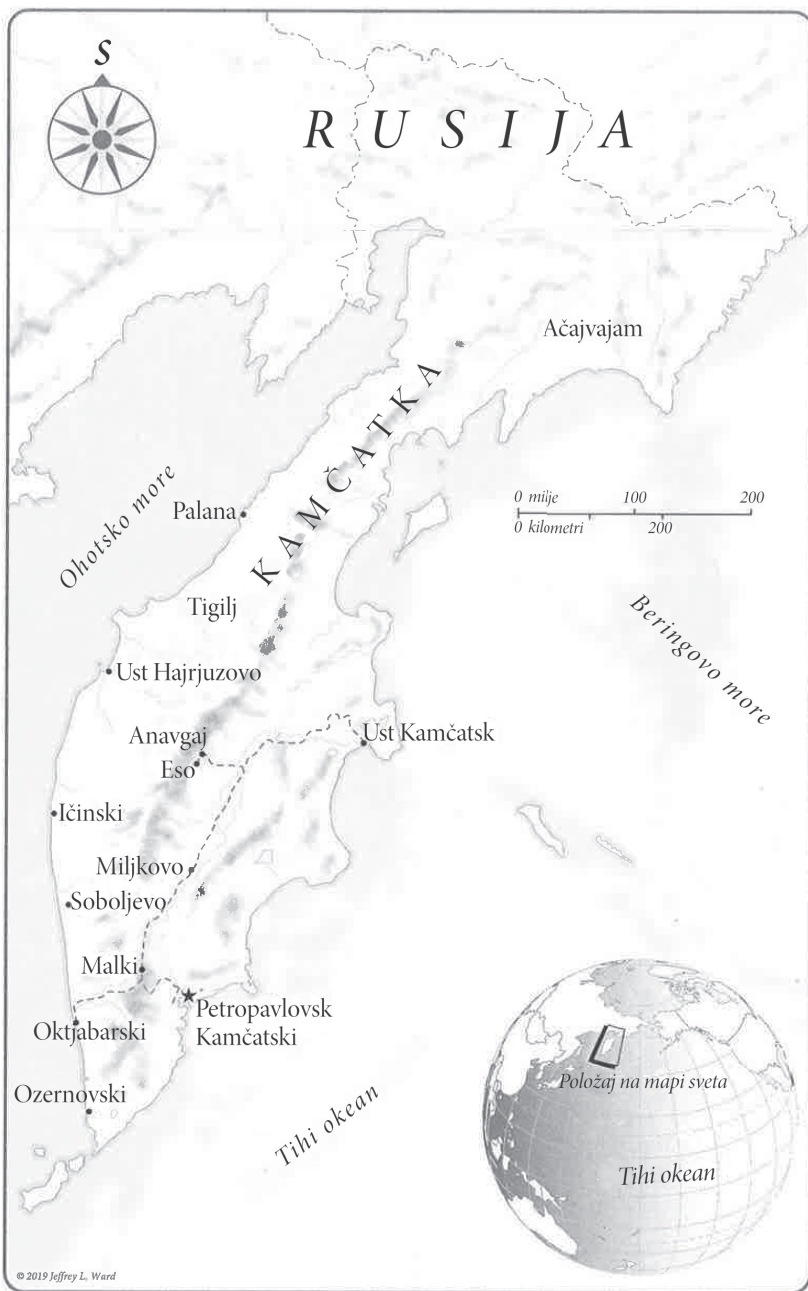 S
RUSIJA
Ačajvajam
KAMČATKA
Ohotsko more
Palana
0 milje 100 200
0 kilometri 200
Tigilj
Beringovo more
Ust Hajrjuzovo
Anavgaj
Ust Kamčatsk
Eso
Ičinski
Miljkovo
Soboljevo
Malki
Petropavlovsk
Kamčatski
Oktjabarski
Ozernovski
Položaj na mapi sveta
Tihi okean
Tihi okean
© 2019 Jeffrey L. Ward